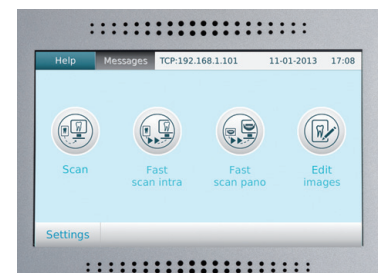 Help Messages TCP:192.168.1.101 11-01-2013 17:08
Scan Fast scan intra Fast scan pano Edit images
Settings